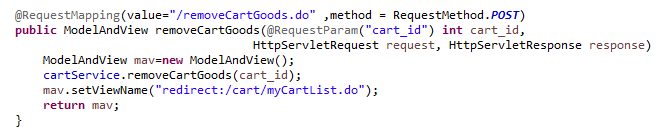 @RequestMapping(value="/removeCartGoods.do" ,method = RequestMethod.POST)
public ModelAndView removeCartGoods(@RequestParam("cart_id") int cart_id,
                                  HttpServletRequest request, HttpServletResponse response)
    ModelAndView mav=new ModelAndView();
    cartService.removeCartGoods(cart_id);
    mav.setViewName("redirect:/cart/myCartList.do");
    return mav;
}